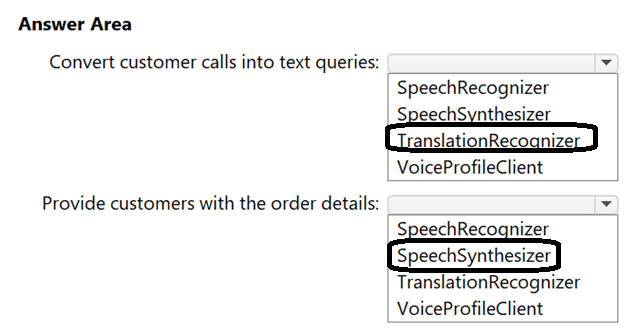 Answer Area
Convert customer calls into text queries:
SpeechRecognizer
SpeechSynthesizer
TranslationRecognizer
VoiceProfileClient
Provide customers with the order details:
SpeechRecognizer
SpeechSynthesizer
TranslationRecognizer
VoiceProfileClient